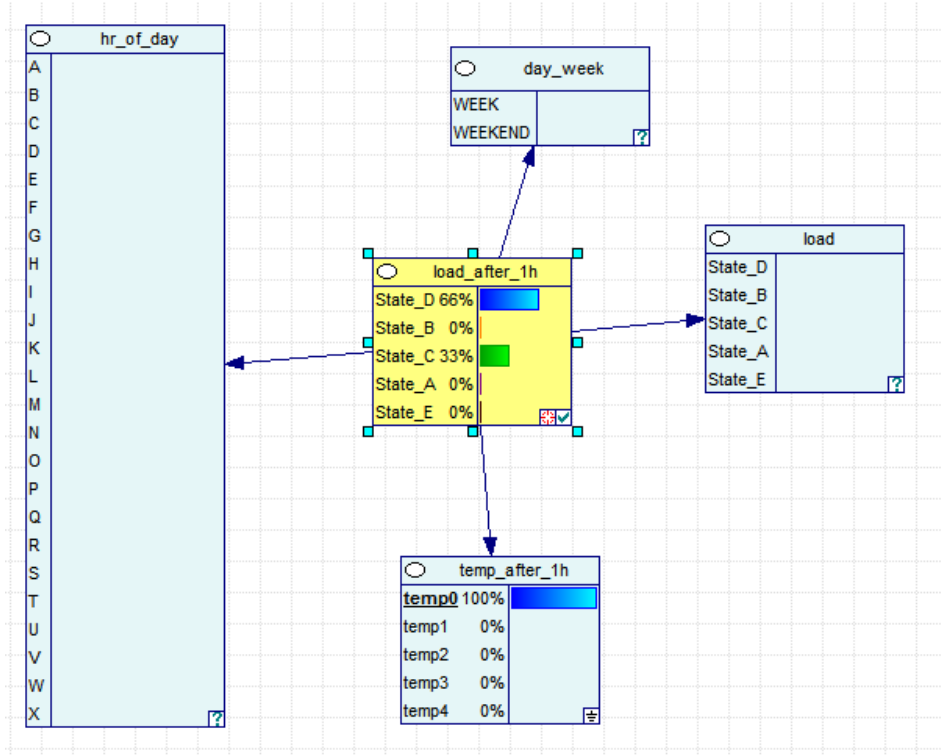 hr_of_day
A
B
C
D
E
F
G
H
I
J
K
L
M
N
O
P
Q
R
S
T
U
V
W
X
?
day_week
WEEK
WEEKEND
?
load
State_D
State_B
State_C
State_A
State_E
?
load_after_1h
State_D 66%
State_B 0%
State_C 33%
State_A 0%
State_E 0%
temp_after_1h
temp0 100%
temp1 0%
temp2 0%
temp3 0%
temp4 0%